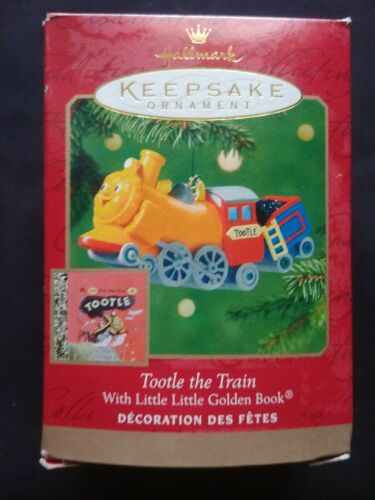 Hallmark
KEEPSAKE
ORNAMENT
TOOTLE
TOOTLE
Tootle the Train
With Little Little Golden Book®
DÉCORATION DES FÊTES